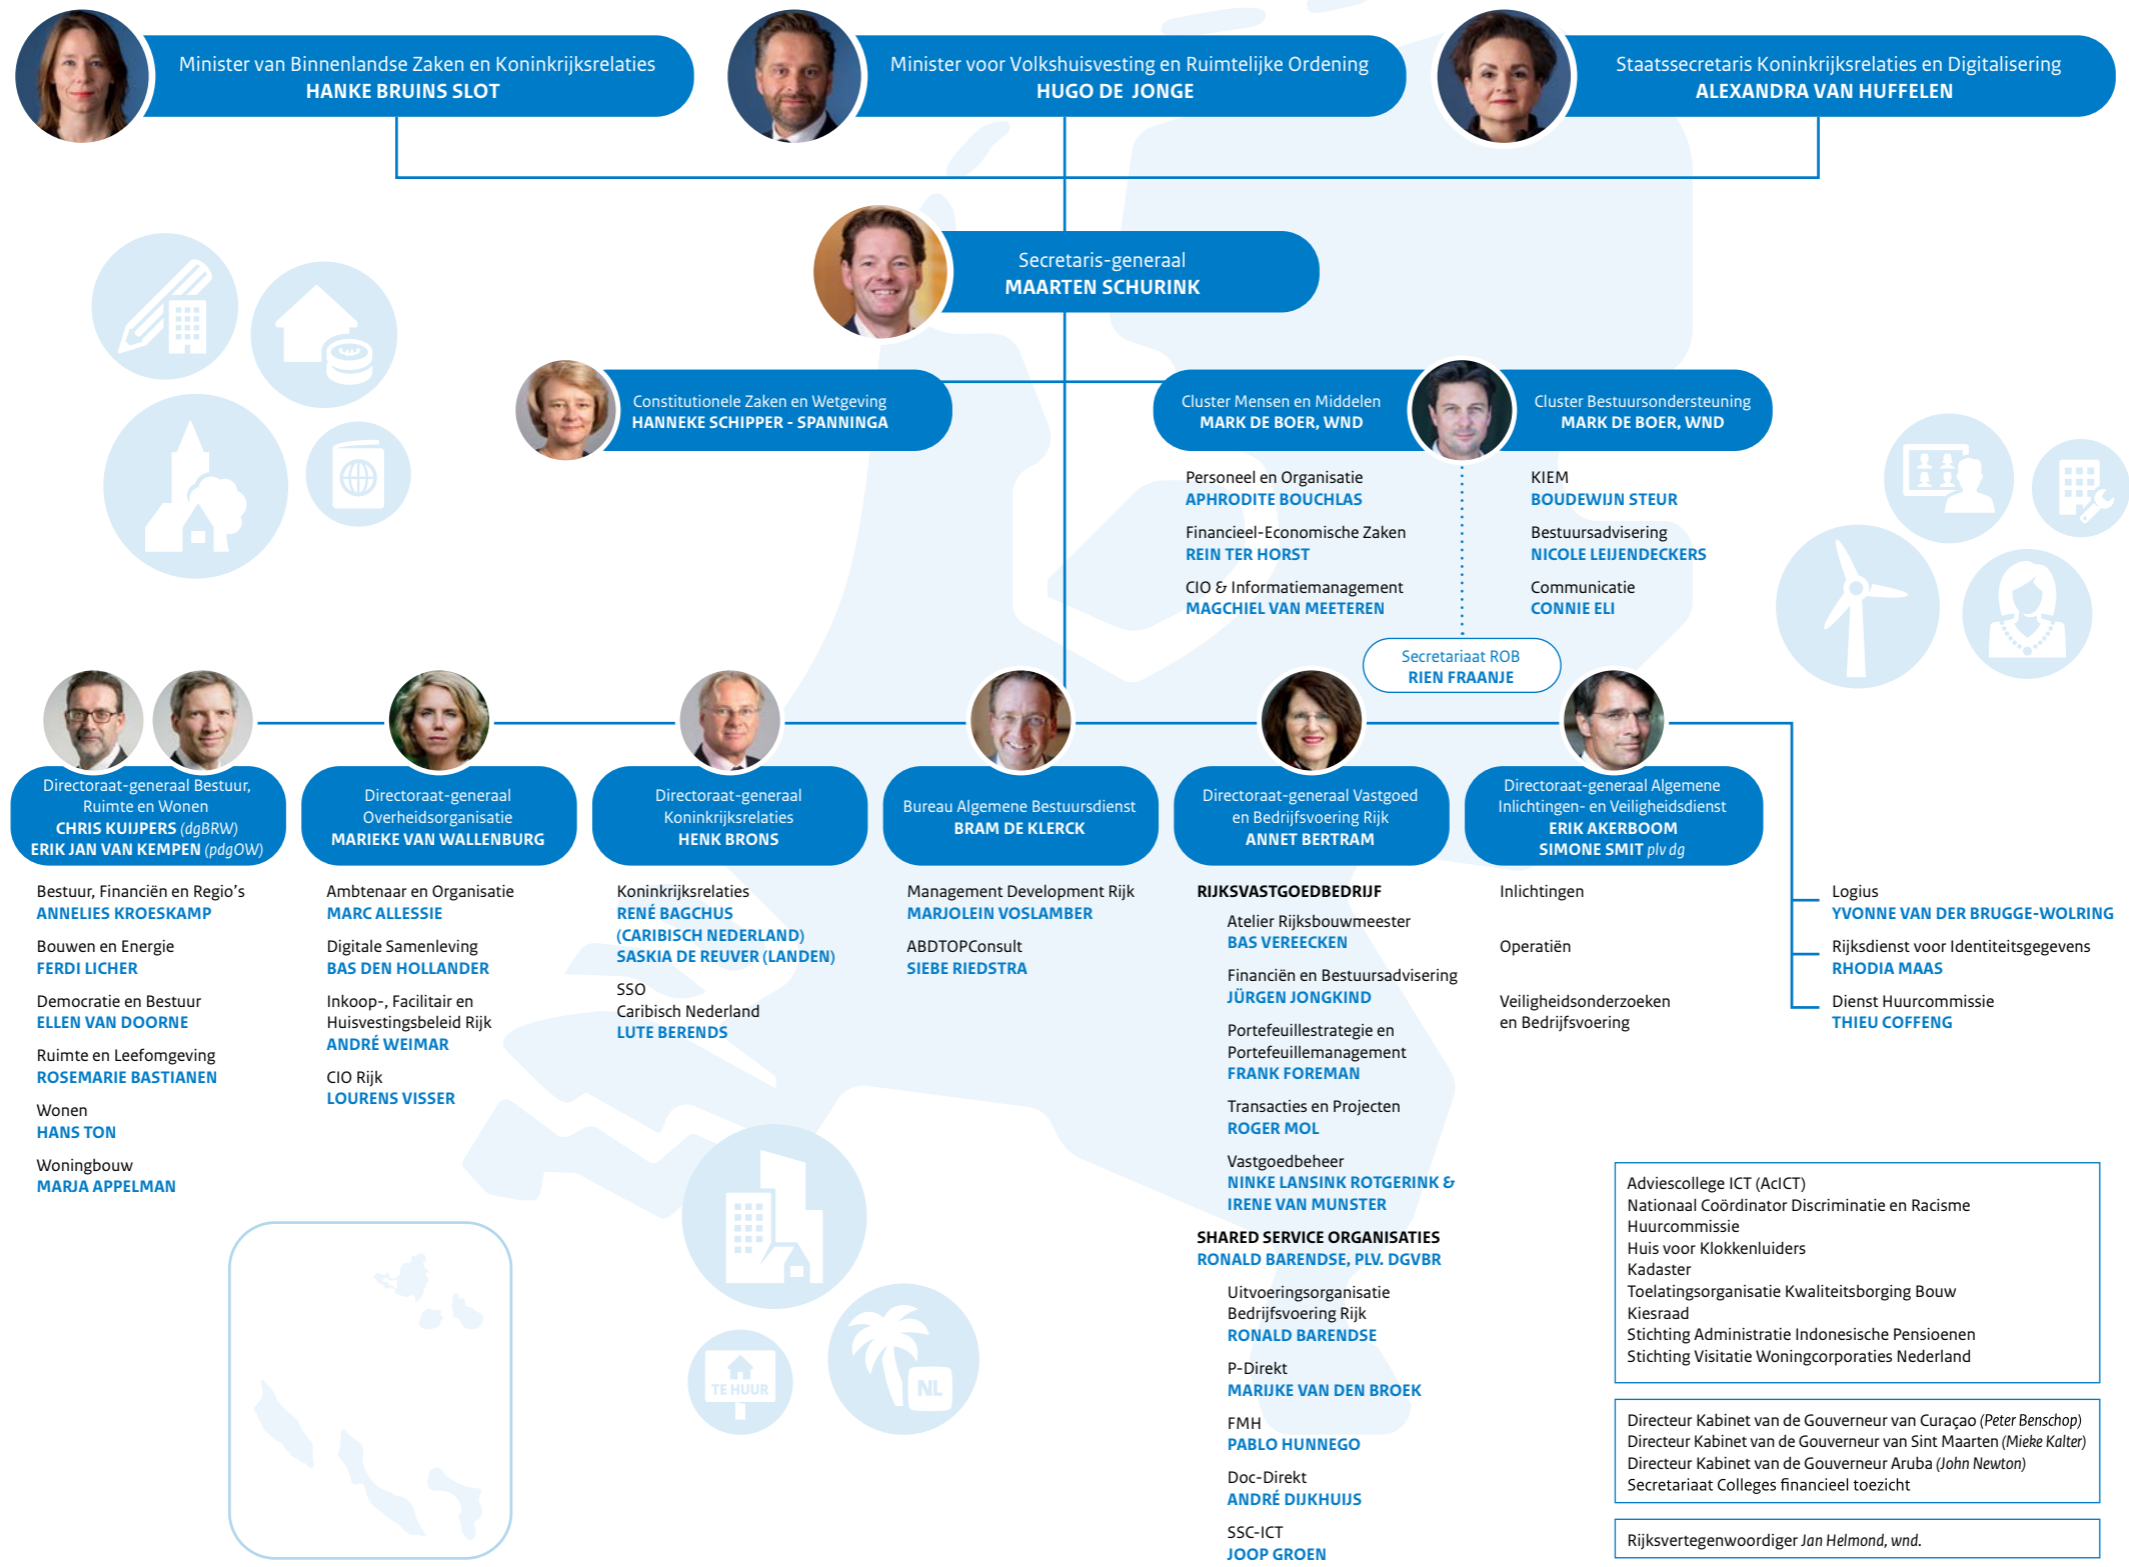 Minister van Binnenlandse Zaken en Koninkrijksrelaties
HANKE BRUINS SLOT
Minister voor Volkshuisvesting en Ruimtelijke Ordening
HUGO DE JONGE
Staatssecretaris Koninkrijksrelaties en Digitalisering
ALEXANDRA VAN HUFFELEN
Secretaris-generaal
MAARTEN SCHURINK
Constitutionele Zaken en Wetgeving
HANNEKE SCHIPPER - SPANNINGA
Cluster Mensen en Middelen
MARK DE BOER, WND
Cluster Bestuursondersteuning
MARK DE BOER, WND
Personeel en Organisatie
APHRODITE BOUCHLAS
Financieel-Economische Zaken
REIN TER HORST
CIO & Informatiemanagement
MAGCHIEL VAN MEETEREN
KIEM
BOUDEWIJN STEUR
Bestuursadvisering
NICOLE LEIJENDECKERS
Communicatie
CONNIE ELI
Secretariaat ROB
RIEN FRAANJE
Directoraat-generaal Bestuur,
Ruimte en Wonen
CHRIS KUIJPERS (dgBRW)
ERIK JAN VAN KEMPEN (pdgOW)
Bestuur, Financiën en Regio's
ANNELIES KROESKAMP
Bouwen en Energie
FERDI LICHER
Democratie en Bestuur
ELLEN VAN DOORNE
Ruimte en Leefomgeving
ROSEMARIE BASTIANEN
Wonen
HANS TON
Woningbouw
MARJA APPELMAN
Directoraat-generaal
Overheidsorganisatie
MARIEKE VAN WALLENBURG
Ambtenaar en Organisatie
MARC ALLESSIE
Digitale Samenleving
BAS DEN HOLLANDER
Inkoop-, Facilitair en
Huisvestingsbeleid Rijk
ANDRÉ WEIMAR
CIO Rijk
LOURENS VISSER
Directoraat-generaal
Koninkrijksrelaties
HENK BRONS
Koninkrijksrelaties
RENÉ BAGCHUS
(CARIBISCH NEDERLAND)
SASKIA DE REUVER (LANDEN)
SSO
Caribisch Nederland
LUTE BERENDS
Bureau Algemene Bestuursdienst
BRAM DE KLERCK
Management Development Rijk
MARJOLEIN VOSLAMBER
ABDTOPConsult
SIEBE RIEDSTRA
Directoraat-generaal Vastgoed
en Bedrijfsvoering Rijk
ANNET BERTRAM
RIJKSVASTGOEDBEDRIJF
Atelier Rijksbouwmeester
BAS VEREECKEN
Financiën en Bestuursadvisering
JÜRGEN JONGKIND
Portefeuillestrategie en
Portefeuillemanagement
FRANK FOREMAN
Transacties en Projecten
ROGER MOL
Vastgoedbeheer
NINKE LANSINK ROTGERINK &
IRENE VAN MUNSTER
SHARED SERVICE ORGANISATIES
RONALD BARENDSE, PLV. DGVBR
Uitvoeringsorganisatie
Bedrijfsvoering Rijk
RONALD BARENDSE
P-Direkt
MARIJKE VAN DEN BROEK
FMH
PABLO HUNNEGO
Doc-Direkt
ANDRÉ DIJKHUIJS
SSC-ICT
JOOP GROEN
Directoraat-generaal Algemene
Inlichtingen- en Veiligheidsdienst
ERIK AKERBOOM
SIMONE SMIT plv dg
Inlichtingen
Operatiën
Veiligheidsonderzoeken
en Bedrijfsvoering
Logius
YVONNE VAN DER BRUGGE-WOLRING
Rijksdienst voor Identiteitsgegevens
RHODIA MAAS
Dienst Huurcommissie
THIEU COFFENG
TE HUUR
NL
Adviescollege ICT (AcICT)
Nationaal Coördinator Discriminatie en Racisme
Huurcommissie
Huis voor Klokkenluiders
Kadaster
Toelatingsorganisatie Kwaliteitsborging Bouw
Kiesraad
Stichting Administratie Indonesische Pensioenen
Stichting Visitatie Woningcorporaties Nederland
Directeur Kabinet van de Gouverneur van Curaçao (Peter Benschop)
Directeur Kabinet van de Gouverneur van Sint Maarten (Mieke Kalter)
Directeur Kabinet van de Gouverneur Aruba (John Newton)
Secretariaat Colleges financieel toezicht
Rijksvertegenwoordiger Jan Helmond, wnd.